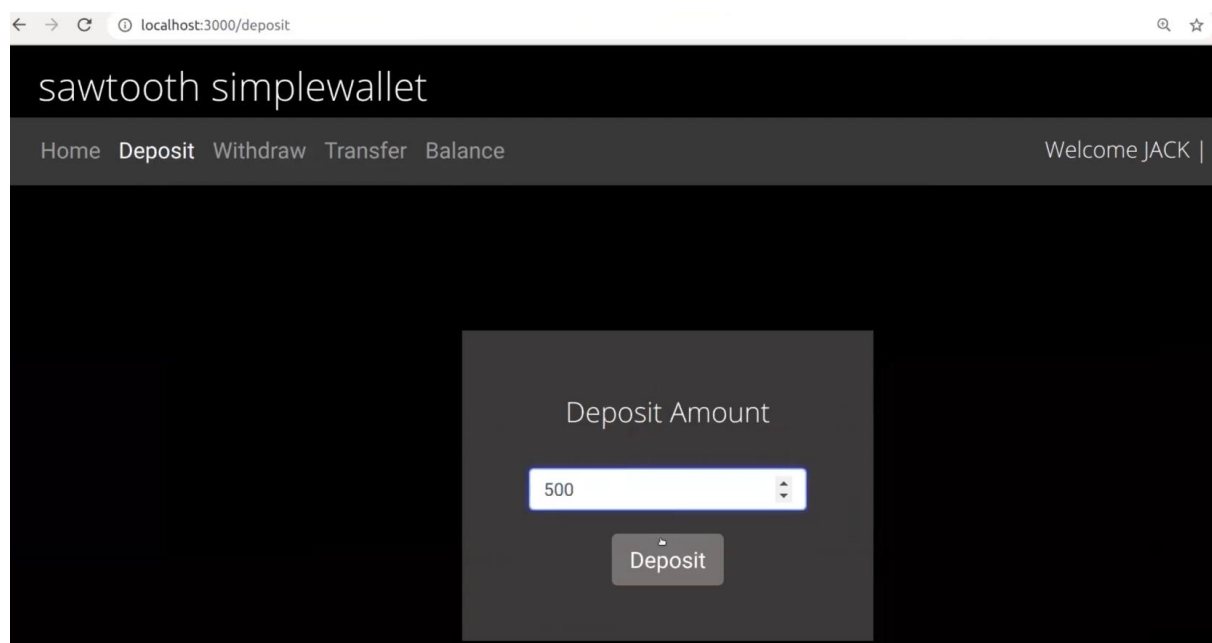 localhost:3000/deposit
sawtooth simplewallet
Home Deposit Withdraw Transfer Balance Welcome JACK |
Deposit Amount
500
Deposit